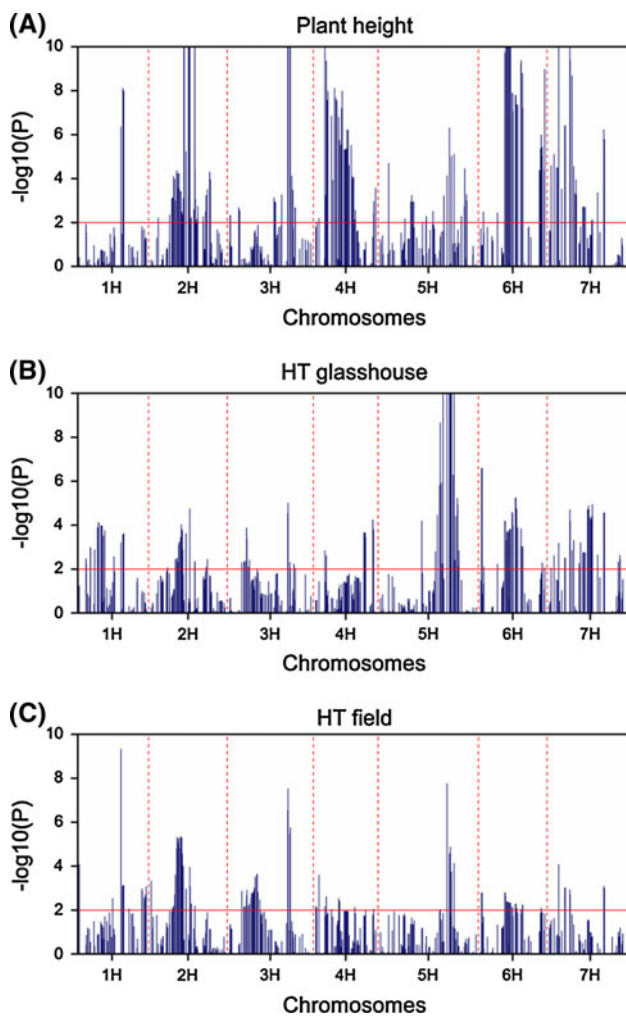 (A) Plant height
10
8
6
4
2
0
-log10(P)
1H 2H 3H 4H 5H 6H 7H
Chromosomes
(B) HT glasshouse
10
8
6
4
2
0
-log10(P)
1H 2H 3H 4H 5H 6H 7H
Chromosomes
(C) HT field
10
8
6
4
2
0
-log10(P)
1H 2H 3H 4H 5H 6H 7H
Chromosomes